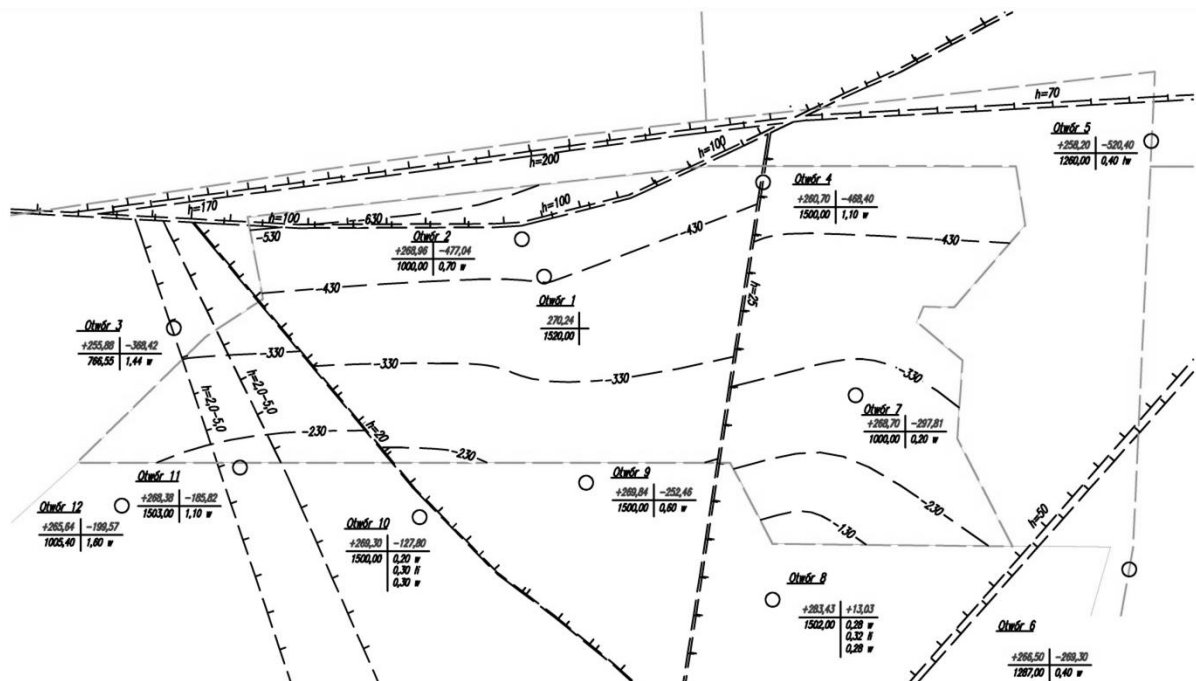 h=70
h=200
h=100
h=170
h=100
h=100
Otwór 5
+258,20 -520,40
1260,00 0,40 łw
Otwór 4
+260,70 -468,40
1500,00 1,10 w
-630
-530
Otwór 2
+268,96 -477,04
1000,00 0,70 w
-430
-430
-430
Otwór 1
270,24
1520,00
h=25
Otwór 3
+255,88 -368,42
766,55 1,44 w
-330
-330
-330
-330
h=2,0-5,0
h=2,0-5,0
Otwór 7
+268,70 -297,81
1000,00 0,20 w
h=20
-230
-230
-230
-130
Otwór 11
+268,38 -185,82
1503,00 1,10 w
Otwór 9
+269,84 -252,46
1500,00 0,60 w
Otwór 12
+265,64 -199,57
1005,40 1,60 w
Otwór 10
+269,30 -127,80
1500,00 0,20 w
0,30 li
0,30 w
h=50
Otwór 8
+283,43 +13,03
1502,00 0,28 w
0,32 li
0,28 w
Otwór 6
+266,50 -269,30
1287,00 0,40 w